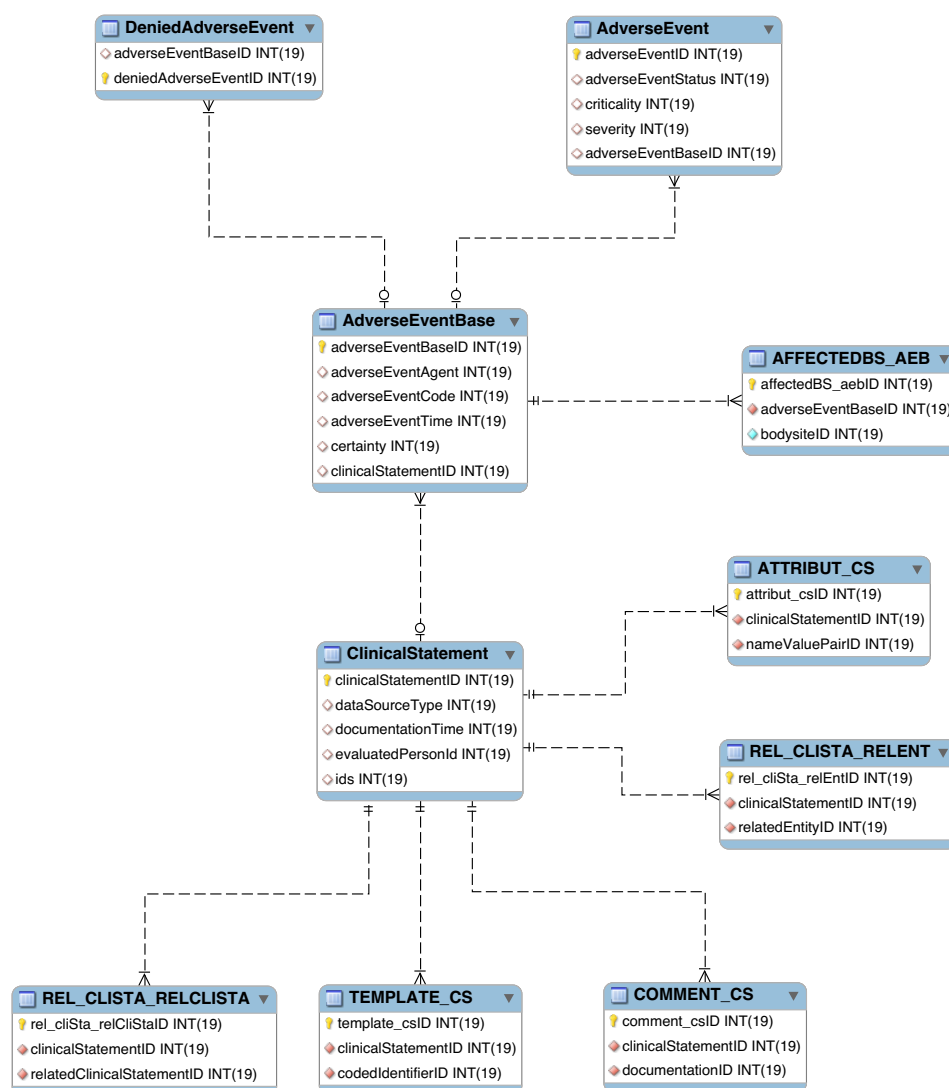 DeniedAdverseEvent
adverseEventBaseID INT(19)
deniedAdverseEventID INT(19)
AdverseEvent
adverseEventID INT(19)
adverseEventStatus INT(19)
criticality INT(19)
severity INT(19)
adverseEventBaseID INT(19)
AdverseEventBase
adverseEventBaseID INT(19)
adverseEventAgent INT(19)
adverseEventCode INT(19)
adverseEventTime INT(19)
certainty INT(19)
clinicalStatementID INT(19)
AFFECTEDBS_AEB
affectedBS_aebID INT(19)
adverseEventBaseID INT(19)
bodysiteID INT(19)
ATTRIBUT_CS
attribut_csID INT(19)
clinicalStatementID INT(19)
nameValuePairID INT(19)
ClinicalStatement
clinicalStatementID INT(19)
dataSourceType INT(19)
documentationTime INT(19)
evaluatedPersonId INT(19)
ids INT(19)
REL_CLISTA_RELENT
rel_cliSta_relEntID INT(19)
clinicalStatementID INT(19)
relatedEntityID INT(19)
REL_CLISTA_RELCLISTA
rel_cliSta_relCliStaID INT(19)
clinicalStatementID INT(19)
relatedClinicalStatementID INT(19)
TEMPLATE_CS
template_csID INT(19)
clinicalStatementID INT(19)
codedIdentifierID INT(19)
COMMENT_CS
comment_csID INT(19)
clinicalStatementID INT(19)
documentationID INT(19)